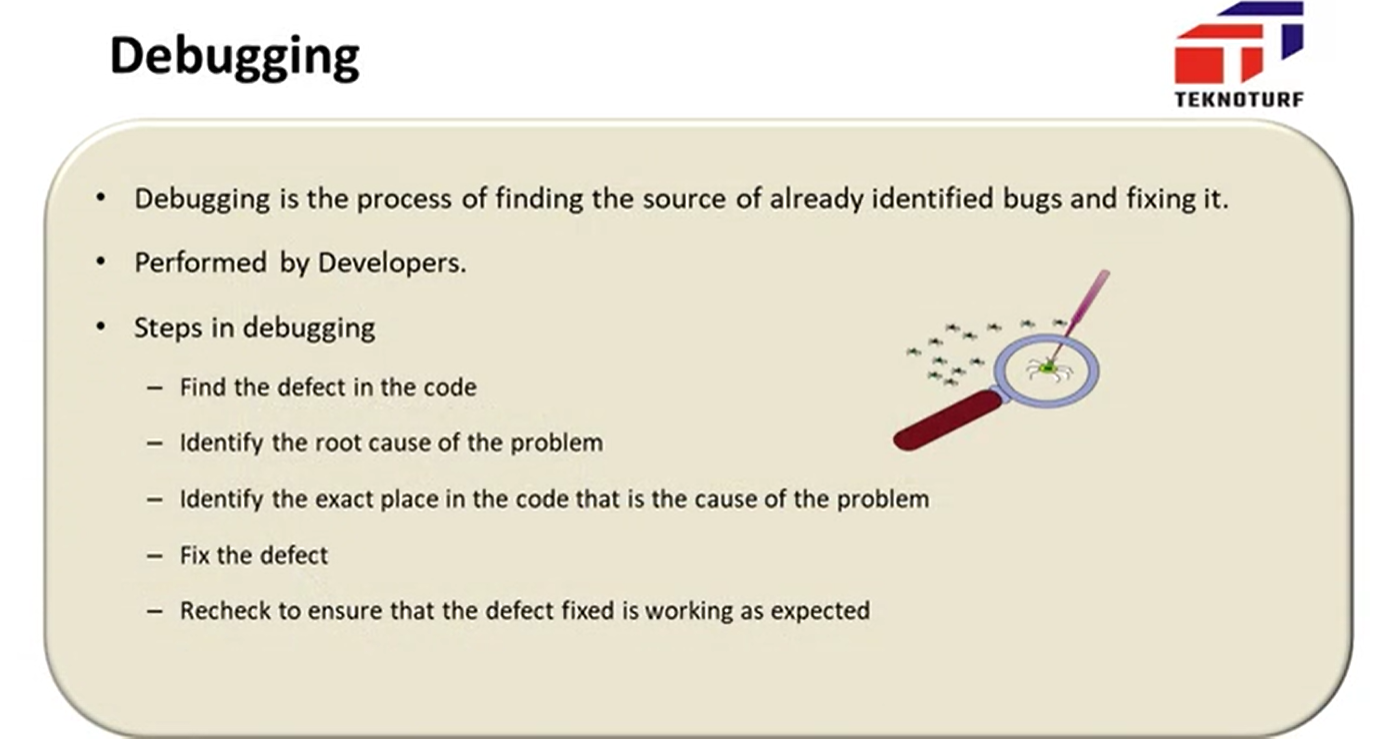 Debugging
TEKNOTURF
• Debugging is the process of finding the source of already identified bugs and fixing it.
• Performed by Developers.
• Steps in debugging
– Find the defect in the code
– Identify the root cause of the problem
– Identify the exact place in the code that is the cause of the problem
– Fix the defect
– Recheck to ensure that the defect fixed is working as expected